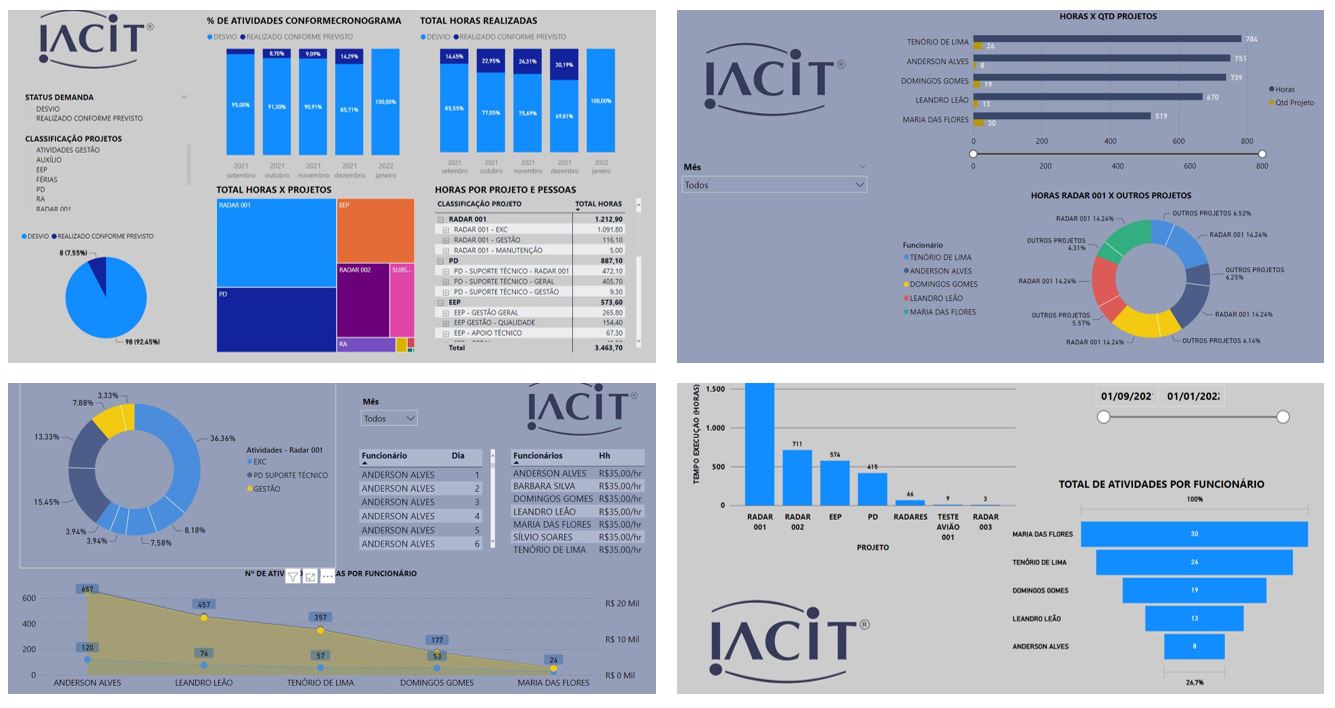 IACIT®
STATUS DEMANDA
DESVIO
REALIZADO CONFORME PREVISTO
CLASSIFICAÇÃO PROJETOS
ATIVIDADES GESTÃO
AUXÍLIO
EEP
FÉRIAS
PD
RA
RADAR 001
DESVIO REALIZADO CONFORME PREVISTO
8 (7,55%)
98 (92,45%)
% DE ATIVIDADES CONFORMECRONOGRAMA
DESVIO REALIZADO CONFORME PREVISTO
8,70% 9,09% 14,29%
95,00% 91,30% 90,91% 85,71% 100,00%
2021 2021 2021 2021 2022
setembro outubro novembro dezembro janeiro
TOTAL HORAS REALIZADAS
DESVIO REALIZADO CONFORME PREVISTO
14,45% 22,95% 24,31% 30,19%
85,55% 77,05% 75,69% 69,81% 100,00%
2021 2021 2021 2021 2022
setembro outubro novembro dezembro janeiro
TOTAL HORAS X PROJETOS
RADAR 001
EEP
RADAR 002
SUBS...
PD
RA
HORAS POR PROJETO E PESSOAS
CLASSIFICAÇÃO PROJETO TOTAL HORAS
RADAR 001 1.212,90
RADAR 001 - EXC 1.091,80
RADAR 001 - GESTÃO 116,10
RADAR 001 - MANUTENÇÃO 5,00
PD 887,10
PD - SUPORTE TÉCNICO - RADAR 001 472,10
PD - SUPORTE TÉCNICO - GERAL 405,70
PD - SUPORTE TÉCNICO - GESTÃO 9,30
EEP 573,60
EEP - GESTÃO GERAL 265,80
EEP GESTÃO - QUALIDADE 154,40
EEP - APOIO TÉCNICO 67,30
Total 3.463,70
IACIT®
Mês
Todos
HORAS X QTD PROJETOS
TENÓRIO DE LIMA 784
26
ANDERSON ALVES 751
8
DOMINGOS GOMES 739
19
LEANDRO LEÃO 670
13
MARIA DAS FLORES 519
30
0 200 400 600 800
Horas
Qtd Projeto
0 200 400 600 800
HORAS RADAR 001 X OUTROS PROJETOS
Funcionário
TENÓRIO DE LIMA
ANDERSON ALVES
DOMINGOS GOMES
LEANDRO LEÃO
MARIA DAS FLORES
OUTROS PROJETOS 6.52%
RADAR 001 14,24%
OUTROS PROJETOS
6.25%
RADAR 001 14,24%
OUTROS PROJETOS 6.14%
RADAR 001 14,24%
OUTROS PROJETOS
5,57%
RADAR 001 14,24%
OUTROS PROJETOS
4.31%
RADAR 001 14,24%
3,33%
7,88%
13,33%
15,45%
3,94%
3,94%
7,58%
8,18%
36,36%
Atividades - Radar 001
EXC
PD SUPORTE TÉCNICO
GESTÃO
Mês
Todos
IACIT®
Funcionário Dia
ANDERSON ALVES 1
ANDERSON ALVES 2
ANDERSON ALVES 3
ANDERSON ALVES 4
ANDERSON ALVES 5
ANDERSON ALVES 6
Funcionários Hh
ANDERSON ALVES R$35,00/hr
BARBARA SILVA R$35,00/hr
DOMINGOS GOMES R$35,00/hr
LEANDRO LEÃO R$35,00/hr
MARIA DAS FLORES R$35,00/hr
SÍLVIO SOARES R$35,00/hr
TENÓRIO DE LIMA R$35,00/hr
Nº DE ATIV AS POR FUNCIONÁRIO
600
400
200
0
457 357 177 24
120 76 57 53
R$ 20 Mil
R$ 10 Mil
R$ 0 Mil
ANDERSON ALVES LEANDRO LEÃO TENÓRIO DE LIMA DOMINGOS GOMES MARIA DAS FLORES
TEMPO EXECUÇÃO (HORAS)
1.500
1.000
500
0
711 574 415 66 9 3
RADAR 001
RADAR 002
EEP
PD
RADARES
TESTE AVIÃO 001
RADAR 003
PROJETO
IACIT®
01/09/202 01/01/202
TOTAL DE ATIVIDADES POR FUNCIONÁRIO
100%
MARIA DAS FLORES 30
TENÓRIO DE LIMA 26
DOMINGOS GOMES 19
LEANDRO LEÃO 13
ANDERSON ALVES 8
26,7%